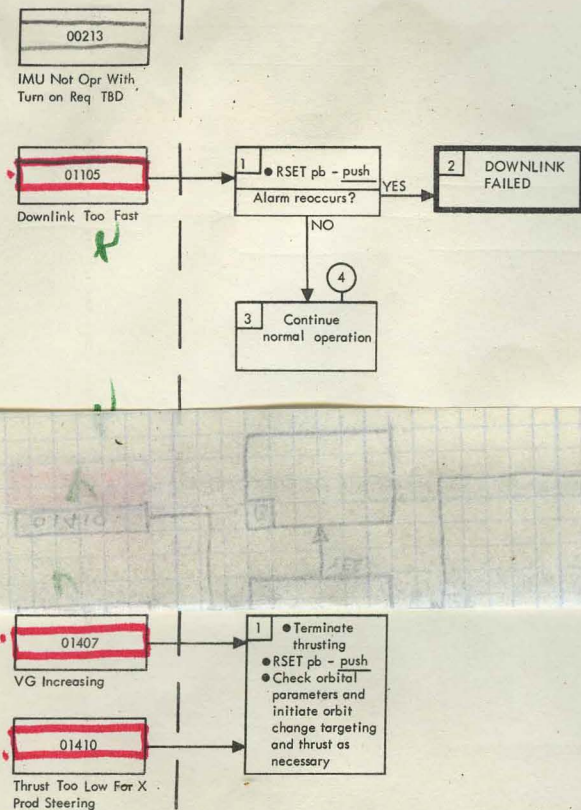 00213
IMU Not Opr With
Turn on Req TBD
01105
Downlink Too Fast
1
● RSET pb - push
Alarm reoccurs?
YES
2
DOWNLINK
FAILED
NO
4
3
Continue
normal operation
01410
01407
VG Increasing
1
● Terminate
thrusting
● RSET pb - push
● Check orbital
parameters and
initiate orbit
change targeting
and thrust as
necessary
01410
Thrust Too Low For X
Prod Steering